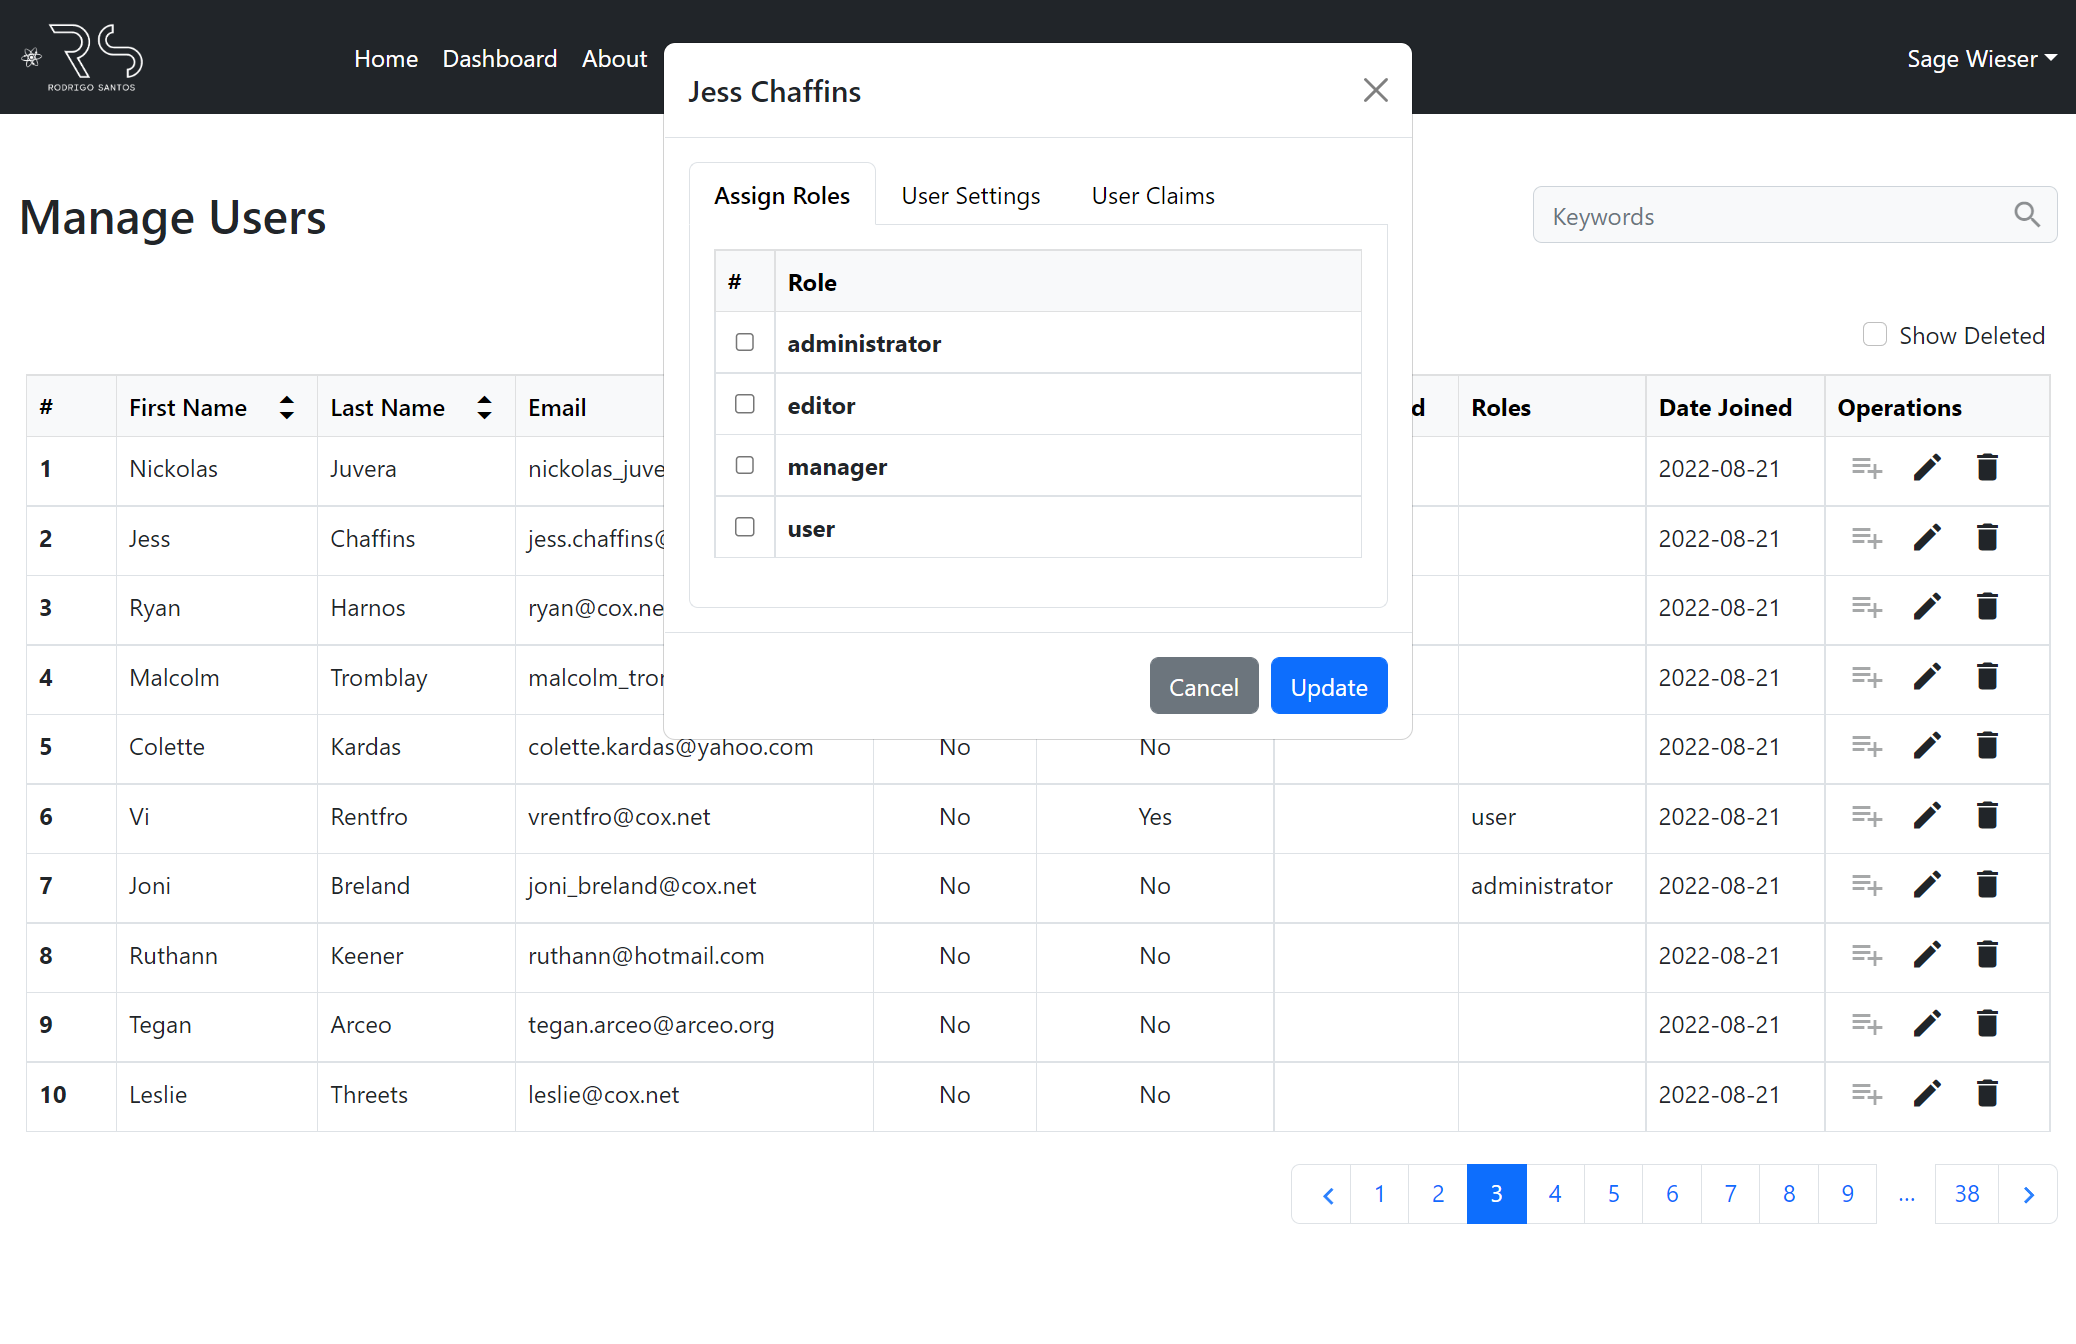 RS
RODRIGO SANTOS
Home Dashboard About
Sage Wieser
Jess Chaffins
Assign Roles User Settings User Claims
# Role
administrator
editor
manager
user
Cancel Update
Manage Users
Keywords
Show Deleted
# First Name Last Name Email d Roles Date Joined Operations
1 Nickolas Juvera nickolas_juve 2022-08-21
2 Jess Chaffins jess.chaffins@ 2022-08-21
3 Ryan Harnos ryan@cox.ne 2022-08-21
4 Malcolm Tromblay malcolm_tror 2022-08-21
5 Colette Kardas colette.kardas@yahoo.com No No 2022-08-21
6 Vi Rentfro vrentfro@cox.net No Yes user 2022-08-21
7 Joni Breland joni_breland@cox.net No No administrator 2022-08-21
8 Ruthann Keener ruthann@hotmail.com No No 2022-08-21
9 Tegan Arceo tegan.arceo@arceo.org No No 2022-08-21
10 Leslie Threets leslie@cox.net No No 2022-08-21
1 2 3 4 5 6 7 8 9 ... 38